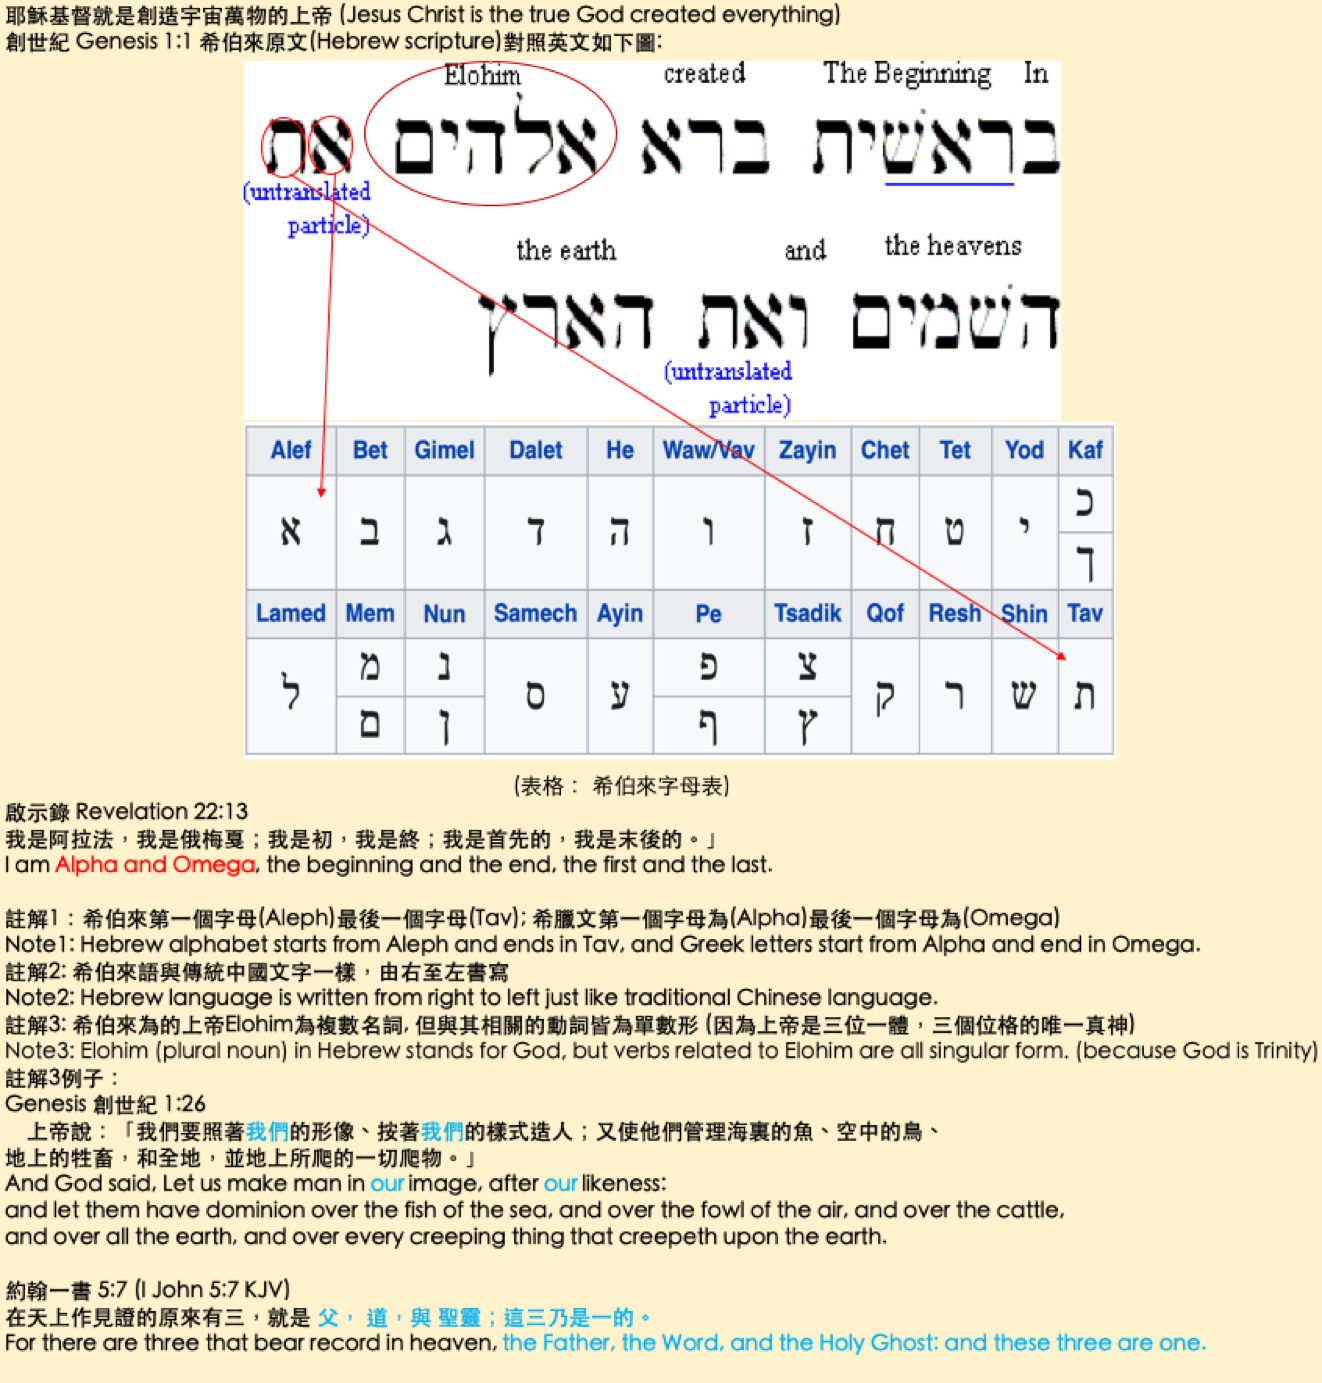 耶穌基督就是創造宇宙萬物的上帝 (Jesus Christ is the true God created everything)
創世紀 Genesis 1:1 希伯來原文(Hebrew scripture)對照英文如下圖:
Elohim created The Beginning In
בראשׁית ברא אלהים את
(untranslated
particle)
the earth and the heavens
השׁמים ואת הארץ
(untranslated
particle)
Alef Bet Gimel Dalet He Waw/Vav Zayin Chet Tet Yod Kaf
א ב ג ד ה ו ז ח ט י כ
ך
Lamed Mem Nun Samech Ayin Pe Tsadik Qof Resh Shin Tav
ל מ נ ס ע פ צ ק ר ש ת
ם ן ף ץ
(表格： 希伯來字母表)
啟示錄 Revelation 22:13
我是阿拉法，我是俄梅戛；我是初，我是終；我是首先的，我是末後的。」
I am Alpha and Omega, the beginning and the end, the first and the last.
註解1：希伯來第一個字母(Aleph)最後一個字母(Tav); 希臘文第一個字母為(Alpha)最後一個字母為(Omega)
Note1: Hebrew alphabet starts from Aleph and ends in Tav, and Greek letters start from Alpha and end in Omega.
註解2: 希伯來語與傳統中國文字一樣，由右至左書寫
Note2: Hebrew language is written from right to left just like traditional Chinese language.
註解3: 希伯來為的上帝Elohim為複數名詞, 但與其相關的動詞皆為單數形 (因為上帝是三位一體，三個位格的唯一真神)
Note3: Elohim (plural noun) in Hebrew stands for God, but verbs related to Elohim are all singular form. (because God is Trinity)
註解3例子：
Genesis 創世紀 1:26
上帝說：「我們要照著我們的形像、按著我們的樣式造人；又使他們管理海裏的魚、空中的鳥、
地上的牲畜，和全地，並地上所爬的一切爬物。」
And God said, Let us make man in our image, after our likeness:
and let them have dominion over the fish of the sea, and over the fowl of the air, and over the cattle,
and over all the earth, and over every creeping thing that creepeth upon the earth.
約翰一書 5:7 (I John 5:7 KJV)
在天上作見證的原來有三，就是 父， 道，與 聖靈；這三乃是一的。
For there are three that bear record in heaven, the Father, the Word, and the Holy Ghost: and these three are one.